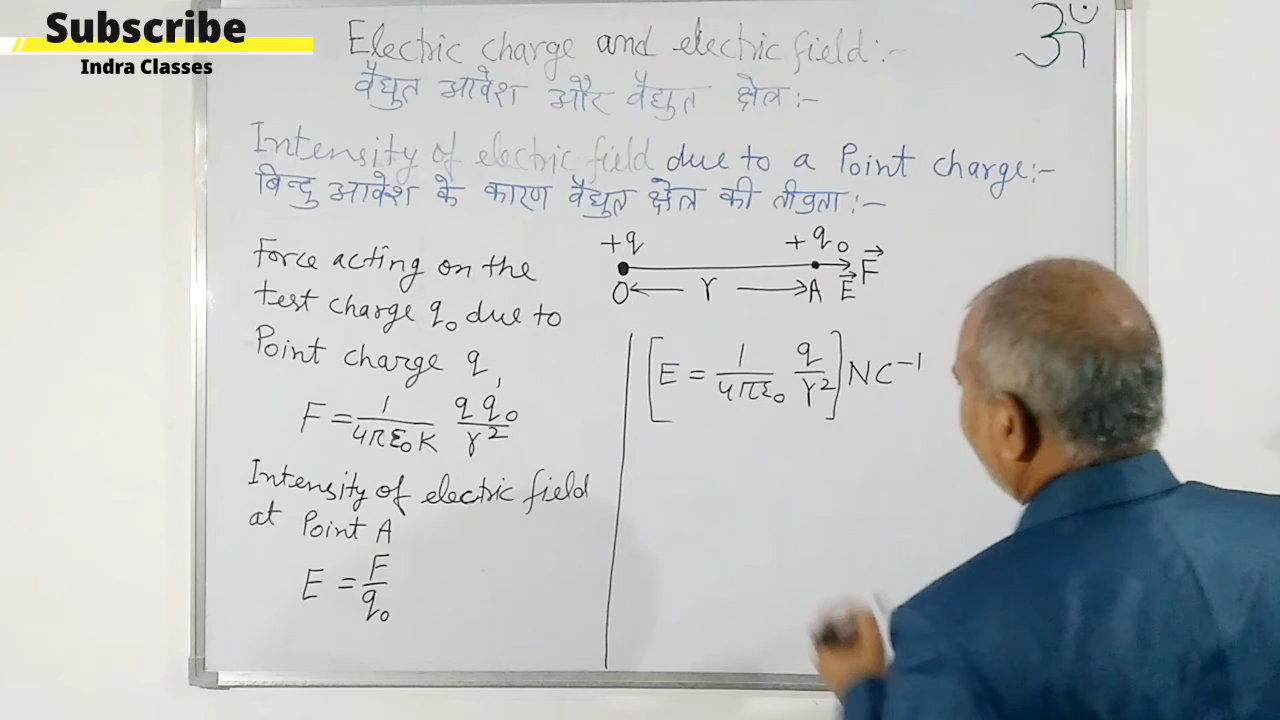 Subscribe
Indra Classes
ॐ
Electric charge and electric field:-
वैद्युत आवेश और वैद्युत क्षेत्र:-
Intensity of electric field due to a Point charge:-
बिन्दु आवेश के कारण वैद्युत क्षेत्र की तीव्रता:-
Force acting on the
test charge q₀ due to
Point charge q,
F = 1/4πε₀K qq₀/r²
Intensity of electric field
at Point A
E = F/q₀
+q +q₀
F⃗
O r A E⃗
[E = 1/4πε₀ q/r²] NC⁻¹